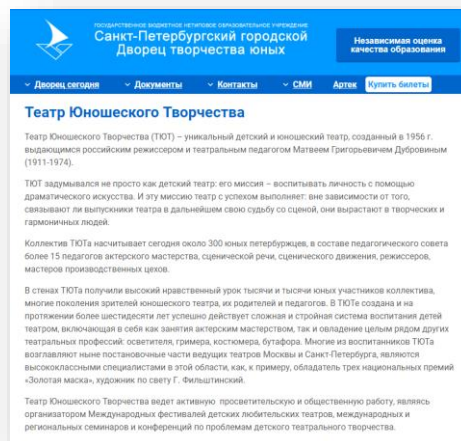 ГОСУДАРСТВЕННОЕ БЮДЖЕТНОЕ НЕТИПОВОЕ ОБРАЗОВАТЕЛЬНОЕ УЧРЕЖДЕНИЕ
Санкт-Петербургский городской
Дворец творчества юных
Независимая оценка
качества образования
Дворец сегодня Документы Контакты СМИ Артек Купить билеты
Театр Юношеского Творчества
Театр Юношеского Творчества (ТЮТ) – уникальный детский и юношеский театр, созданный в 1956 г.
выдающимся российским режиссером и театральным педагогом Матвеем Григорьевичем Дубровиным
(1911-1974).
ТЮТ задумывался не просто как детский театр: его миссия – воспитывать личность с помощью
драматического искусства. И эту миссию театр с успехом выполняет: вне зависимости от того,
связывают ли выпускники театра в дальнейшем свою судьбу со сценой, они вырастают в творческих и
гармоничных людей.
Коллектив ТЮТа насчитывает сегодня около 300 юных петербуржцев, в составе педагогического совета
более 15 педагогов актерского мастерства, сценической речи, сценического движения, режиссеров,
мастеров производственных цехов.
В стенах ТЮТа получили высокий нравственный урок тысячи и тысячи юных участников коллектива,
многие поколения зрителей юношеского театра, их родителей и педагогов. В ТЮТе создана и на
протяжении более шестидесяти лет успешно действует сложная и стройная система воспитания детей
театром, включающая в себя как занятия актерским мастерством, так и овладение целым рядом других
театральных профессий: осветителя, гримера, костюмера, бутафора. Многие из воспитанников ТЮТа
возглавляют ныне постановочные части ведущих театров Москвы и Санкт-Петербурга, являются
высококлассными специалистами в этой области, как, к примеру, обладатель трех национальных премий
«Золотая маска», художник по свету Г. Фильштинский.
Театр Юношеского Творчества ведет активную просветительскую и общественную работу, являясь
организатором Международных фестивалей детских любительских театров, международных и
региональных семинаров и конференций по проблемам детского театрального творчества.